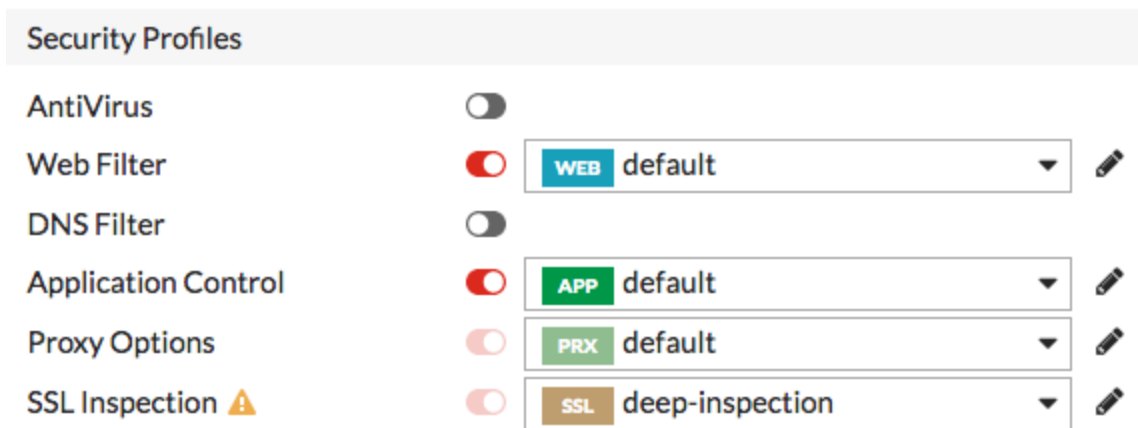 Security Profiles
AntiVirus
Web Filter WEB default
DNS Filter
Application Control APP default
Proxy Options PRX default
SSL Inspection SSL deep-inspection